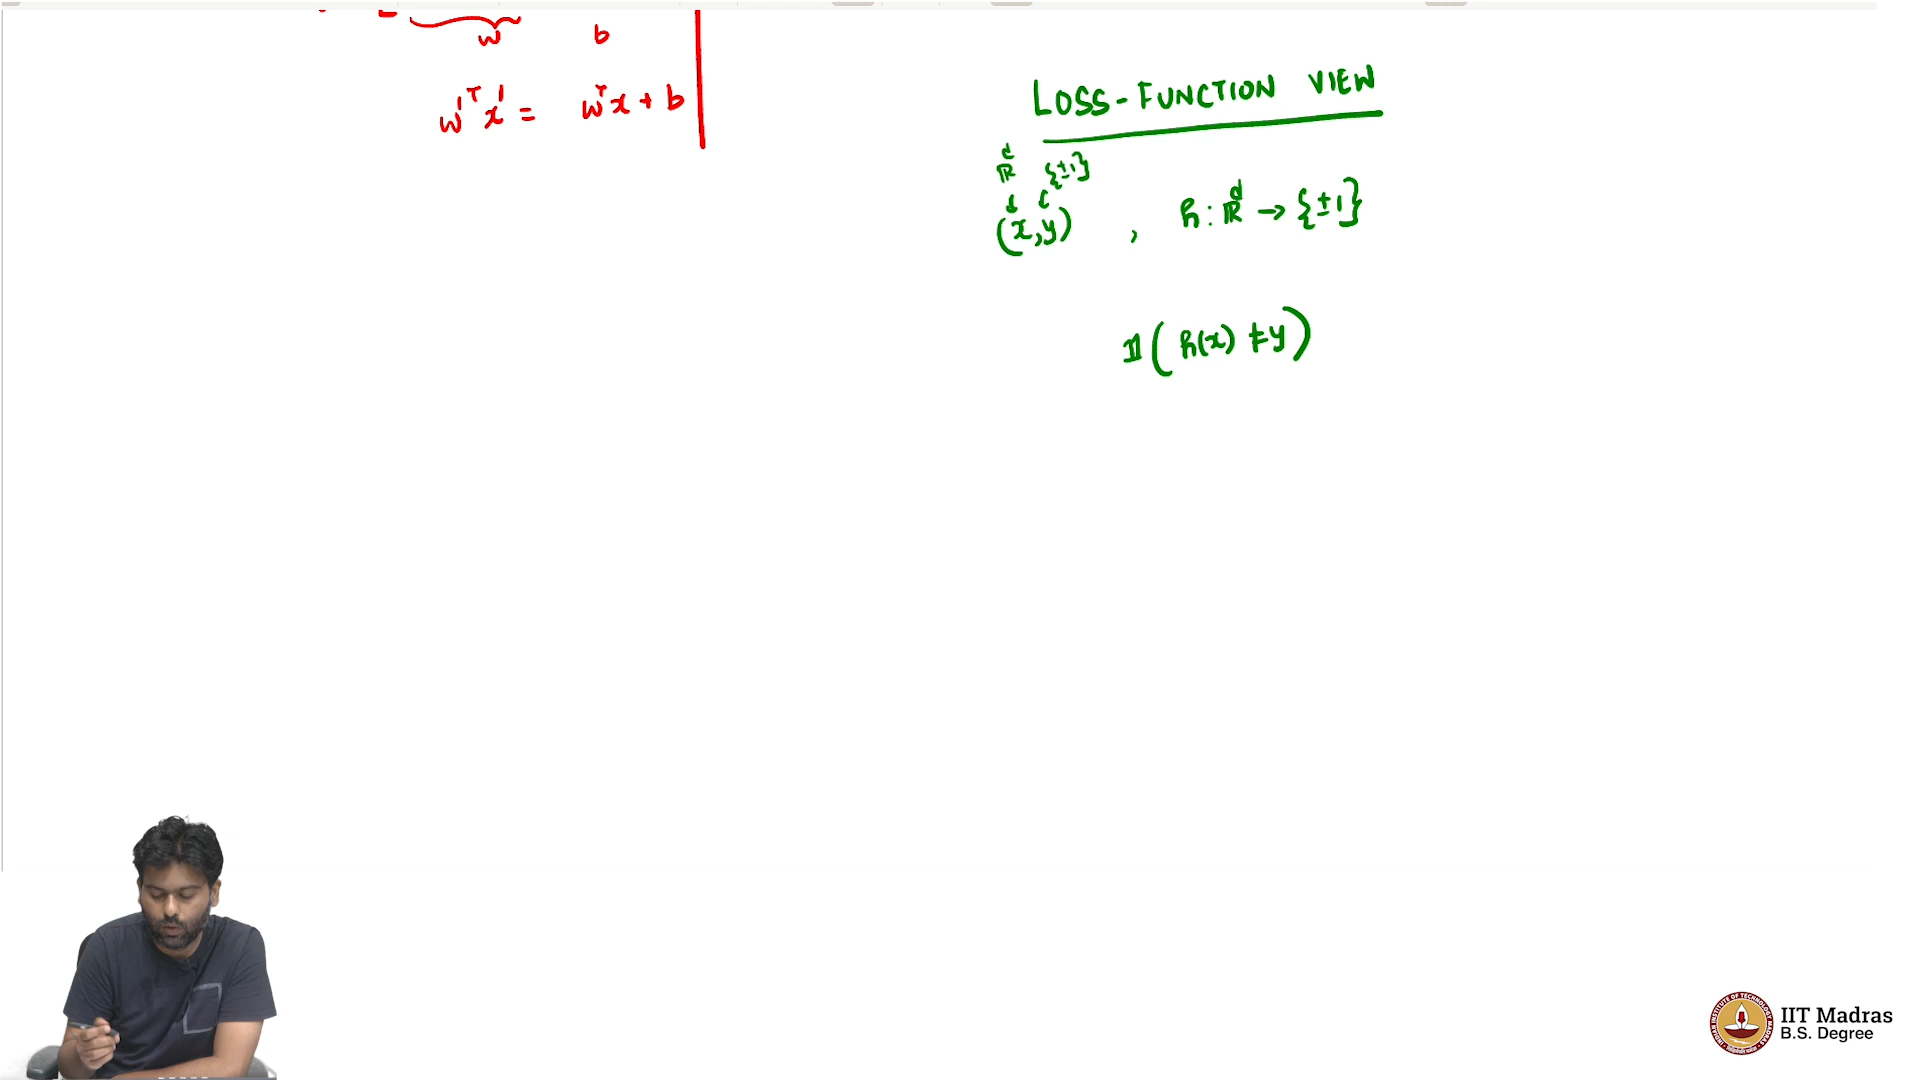 w b
w'ᵀx' = wᵀx + b
LOSS-FUNCTION VIEW
ℝᵈ {±1}
(x,y) , h: ℝᵈ → {±1}
𝟙( h(x) ≠ y)
IIT Madras
B.S. Degree